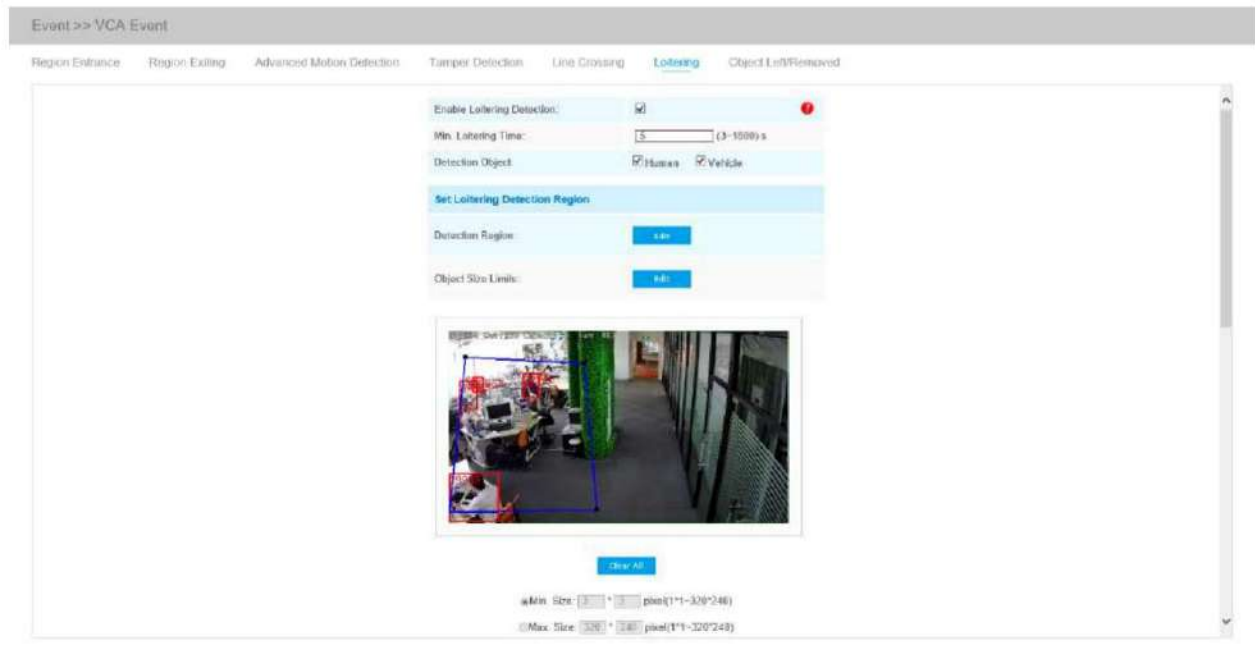 Event >> VCA Event
Region Entrance Region Exiting Advanced Motion Detection Tamper Detection Line Crossing Loitering Object Left/Removed
Enable Loitering Detection:
Min. Loitering Time: 5 (3~1800) s
Detection Object: Human Vehicle
Set Loitering Detection Region
Detection Region:
Edit
Object Size Limits:
Edit
Clear All
Min. Size: 3 * 3 pixel(1*1~320*240)
Max. Size: 320 * 240 pixel(1*1~320*240)